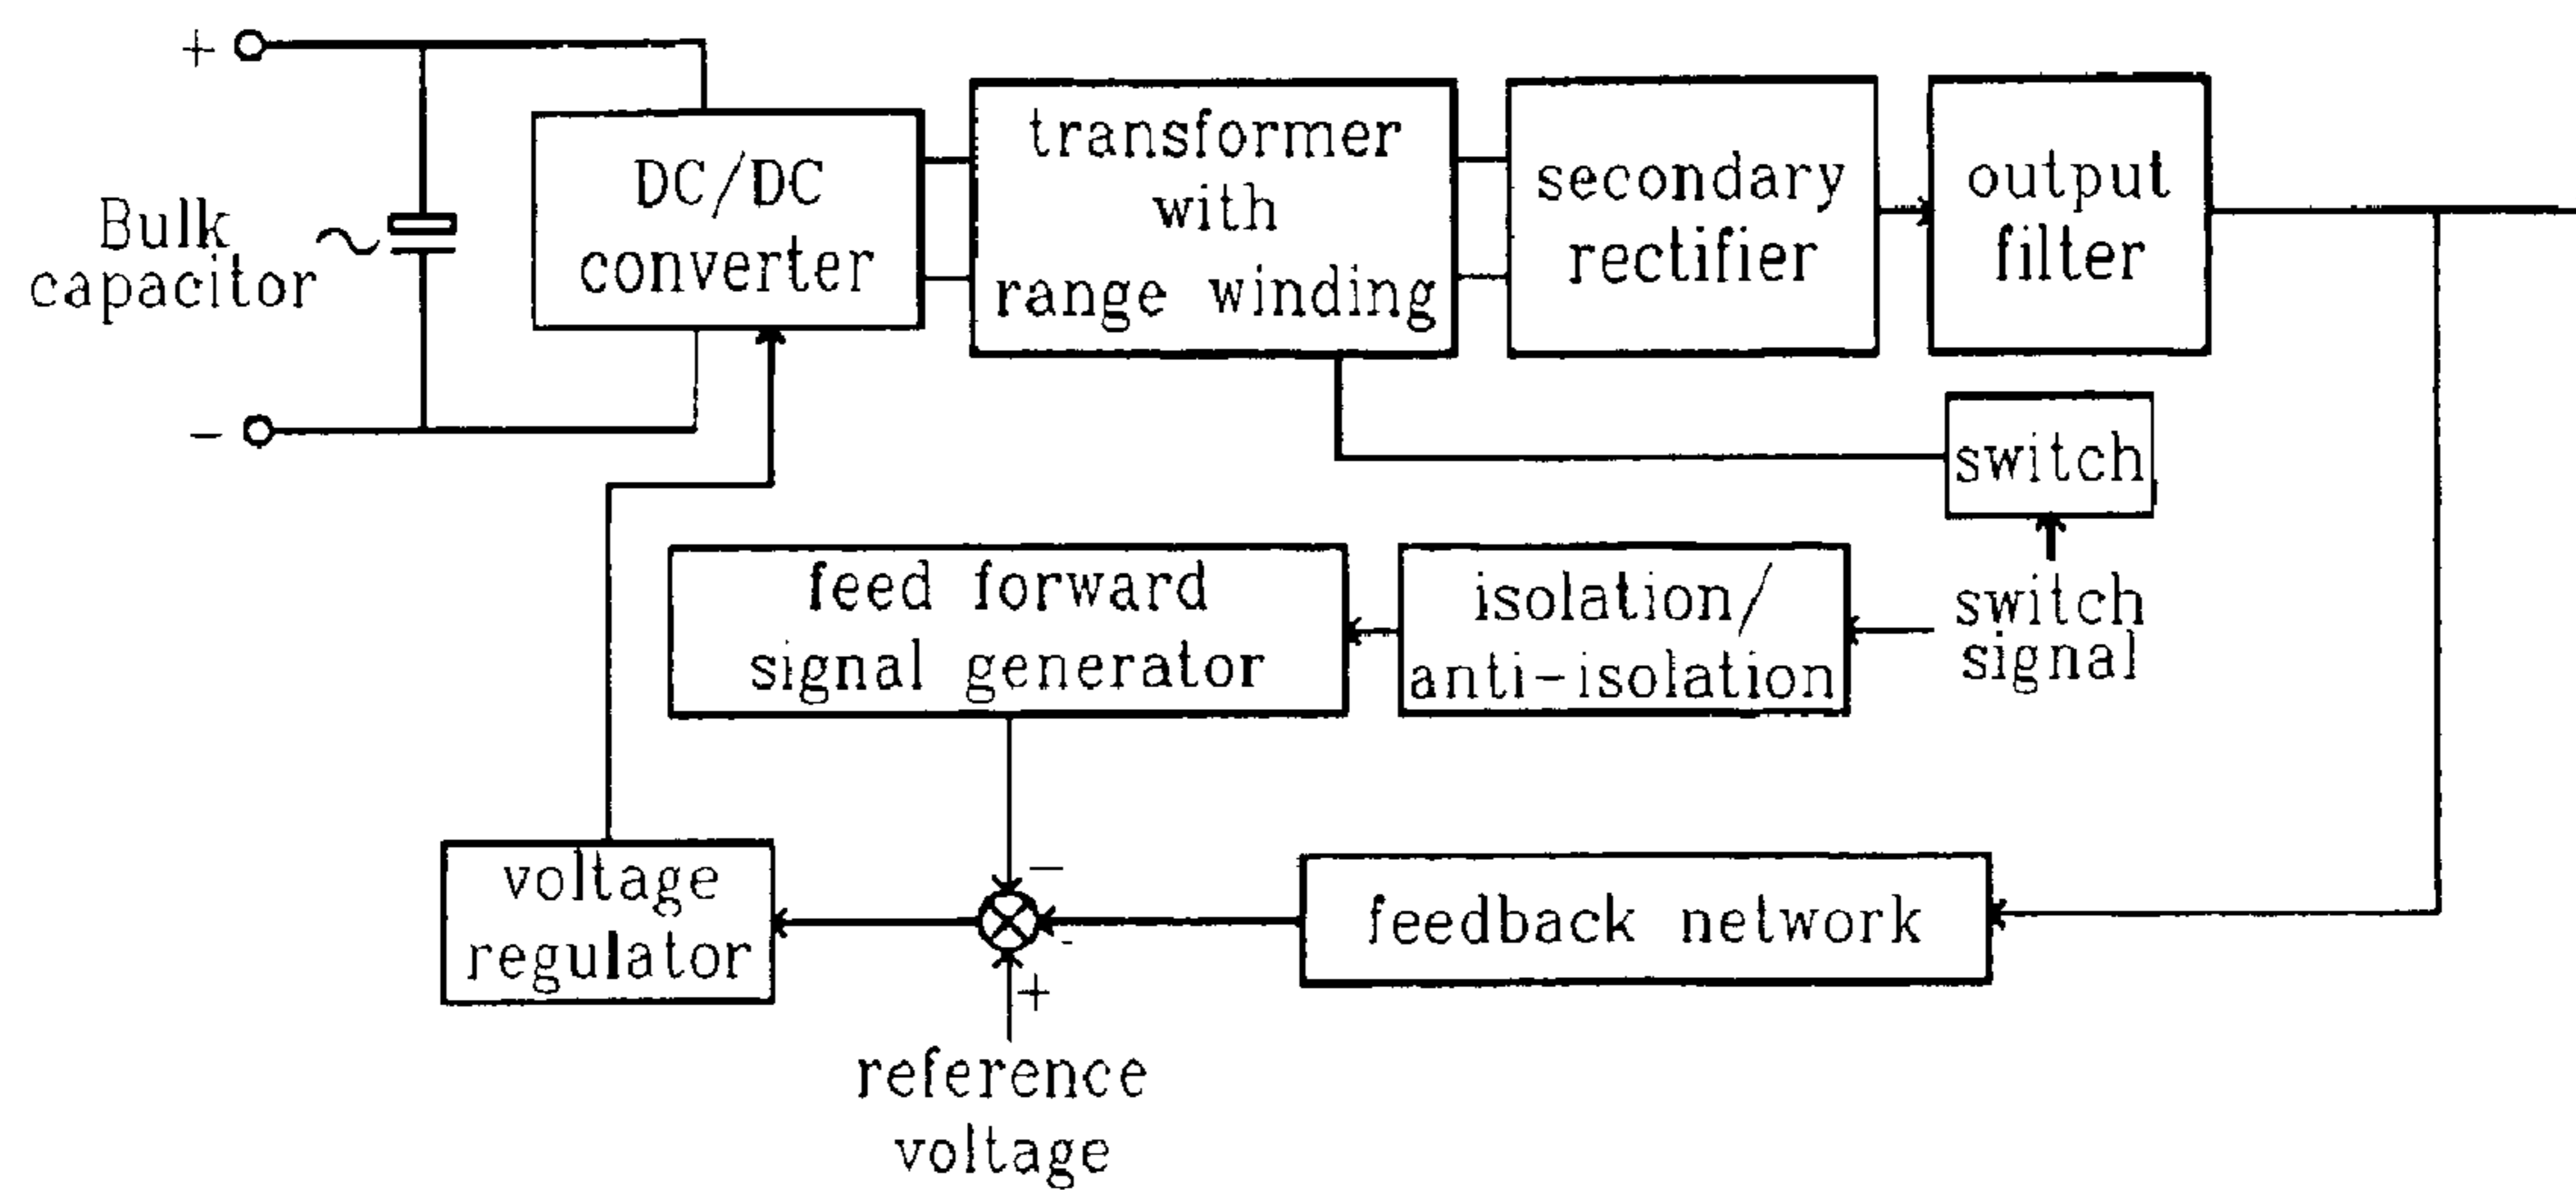 +
Bulk
capacitor
−
DC/DC
converter
transformer
with
range winding
secondary
rectifier
output
filter
switch
switch
signal
isolation/
anti-isolation
feed forward
signal generator
voltage
regulator
−
-
+
feedback network
reference
voltage